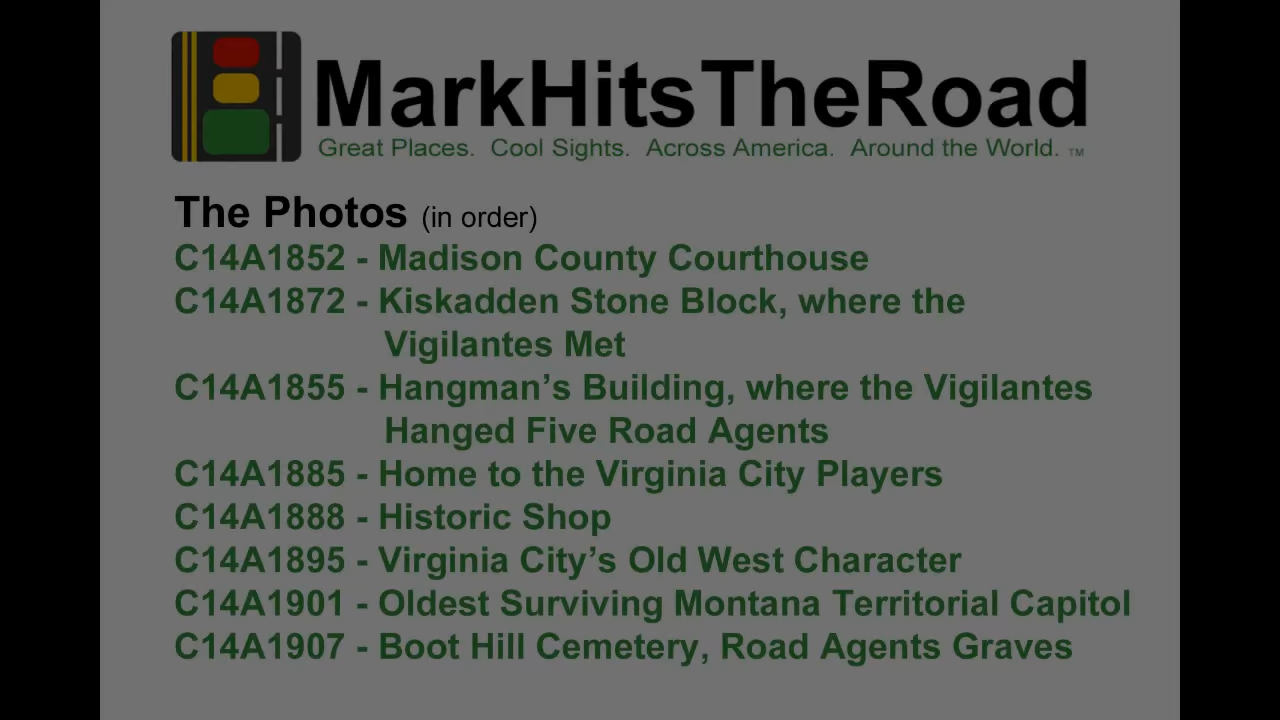 MarkHitsTheRoad
Great Places. Cool Sights. Across America. Around the World. TM
The Photos (in order)
C14A1852 - Madison County Courthouse
C14A1872 - Kiskadden Stone Block, where the
Vigilantes Met
C14A1855 - Hangman’s Building, where the Vigilantes
Hanged Five Road Agents
C14A1885 - Home to the Virginia City Players
C14A1888 - Historic Shop
C14A1895 - Virginia City’s Old West Character
C14A1901 - Oldest Surviving Montana Territorial Capitol
C14A1907 - Boot Hill Cemetery, Road Agents Graves